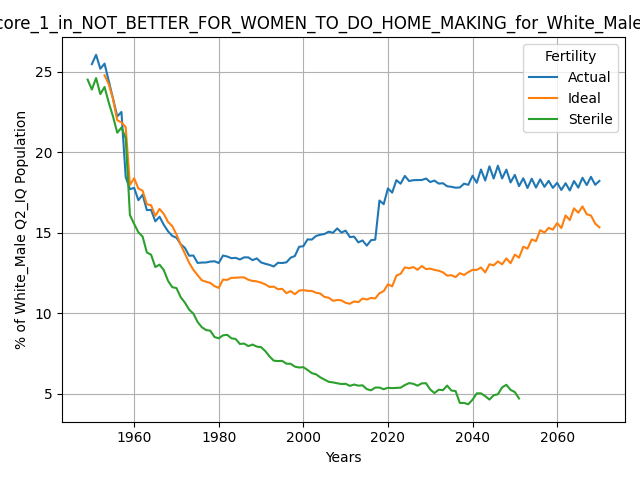 core_1_in_NOT_BETTER_FOR_WOMEN_TO_DO_HOME_MAKING_for_White_Male
Fertility
Actual
Ideal
Sterile
% of White_Male Q2_IQ Population
25
20
15
10
5
1960 1980 2000 2020 2040 2060
Years